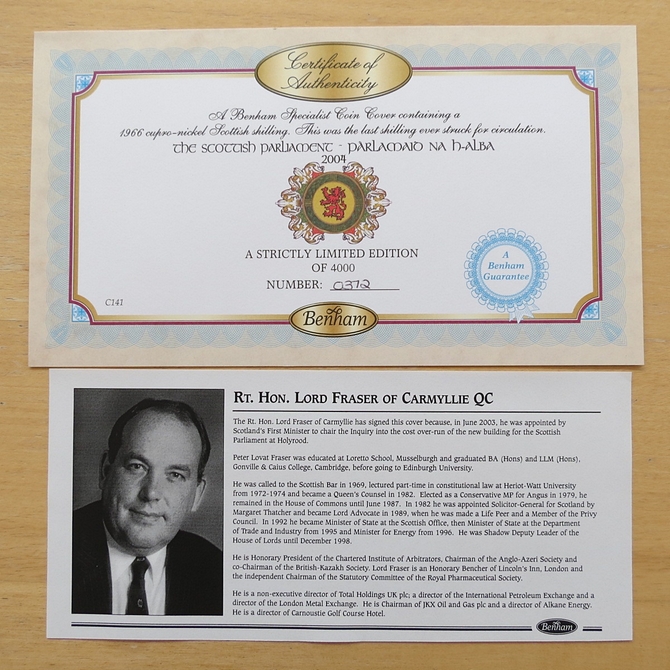 Certificate of
Authenticity
A Benham Specialist Coin Cover containing a
1966 cupro-nickel Scottish shilling. This was the last shilling ever struck for circulation.
the scottish parliament - pàrlamaid na h-alba
2004
A STRICTLY LIMITED EDITION
OF 4000
NUMBER: 0372
A
Benham
Guarantee
C141
Benham
RT. HON. LORD FRASER OF CARMYLLIE QC
The Rt. Hon. Lord Fraser of Carmyllie has signed this cover because, in June 2003, he was appointed by
Scotland's First Minister to chair the Inquiry into the cost over-run of the new building for the Scottish
Parliament at Holyrood.
Peter Lovat Fraser was educated at Loretto School, Musselburgh and graduated BA (Hons) and LLM (Hons),
Gonville & Caius College, Cambridge, before going to Edinburgh University.
He was called to the Scottish Bar in 1969, lectured part-time in constitutional law at Heriot-Watt University
from 1972-1974 and became a Queen's Counsel in 1982. Elected as a Conservative MP for Angus in 1979, he
remained in the House of Commons until June 1987. In 1982 he was appointed Solicitor-General for Scotland by
Margaret Thatcher and became Lord Advocate in 1989, when he was made a Life Peer and a Member of the Privy
Council. In 1992 he became Minister of State at the Scottish Office, then Minister of State at the Department
of Trade and Industry from 1995 and Minister for Energy from 1996. He was Shadow Deputy Leader of the
House of Lords until December 1998.
He is Honorary President of the Chartered Institute of Arbitrators, Chairman of the Anglo-Azeri Society and
co-Chairman of the British-Kazakh Society. Lord Fraser is an Honorary Bencher of Lincoln's Inn, London and
the independent Chairman of the Statutory Committee of the Royal Pharmaceutical Society.
He is a non-executive director of Total Holdings UK plc; a director of the International Petroleum Exchange and a
director of the London Metal Exchange. He is Chairman of JKX Oil and Gas plc and a director of Alkane Energy.
He is a director of Carnoustie Golf Course Hotel.
Benham